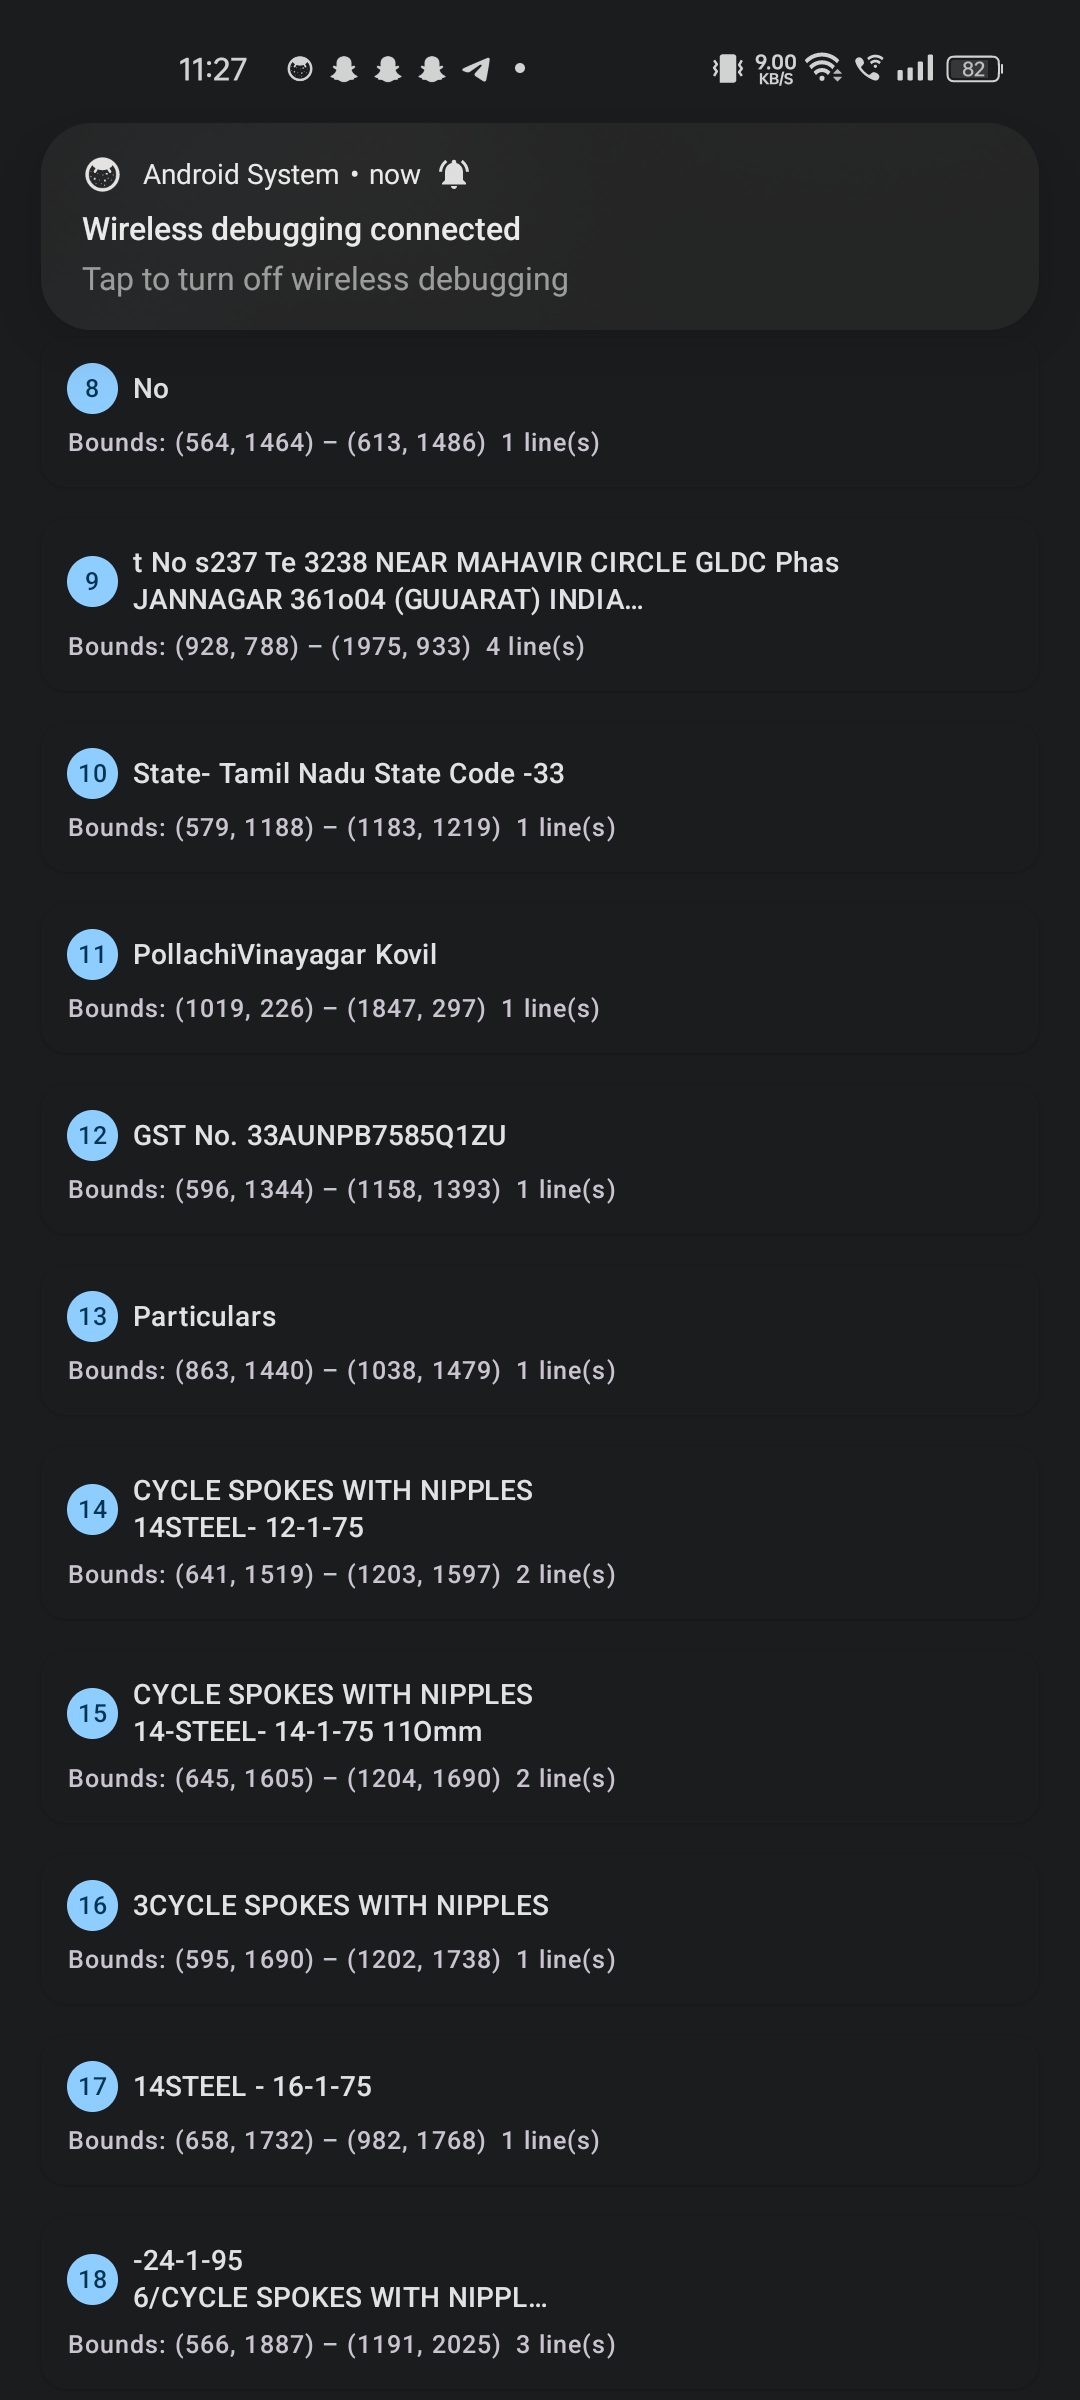 11:27
9.00
KB/S
82
Android System • now
Wireless debugging connected
Tap to turn off wireless debugging
8 No
Bounds: (564, 1464) – (613, 1486) 1 line(s)
9 t No s237 Te 3238 NEAR MAHAVIR CIRCLE GLDC Phas
JANNAGAR 361o04 (GUUARAT) INDIA...
Bounds: (928, 788) – (1975, 933) 4 line(s)
10 State- Tamil Nadu State Code -33
Bounds: (579, 1188) – (1183, 1219) 1 line(s)
11 PollachiVinayagar Kovil
Bounds: (1019, 226) – (1847, 297) 1 line(s)
12 GST No. 33AUNPB7585Q1ZU
Bounds: (596, 1344) – (1158, 1393) 1 line(s)
13 Particulars
Bounds: (863, 1440) – (1038, 1479) 1 line(s)
14 CYCLE SPOKES WITH NIPPLES
14STEEL- 12-1-75
Bounds: (641, 1519) – (1203, 1597) 2 line(s)
15 CYCLE SPOKES WITH NIPPLES
14-STEEL- 14-1-75 11Omm
Bounds: (645, 1605) – (1204, 1690) 2 line(s)
16 3CYCLE SPOKES WITH NIPPLES
Bounds: (595, 1690) – (1202, 1738) 1 line(s)
17 14STEEL - 16-1-75
Bounds: (658, 1732) – (982, 1768) 1 line(s)
18 -24-1-95
6/CYCLE SPOKES WITH NIPPL...
Bounds: (566, 1887) – (1191, 2025) 3 line(s)